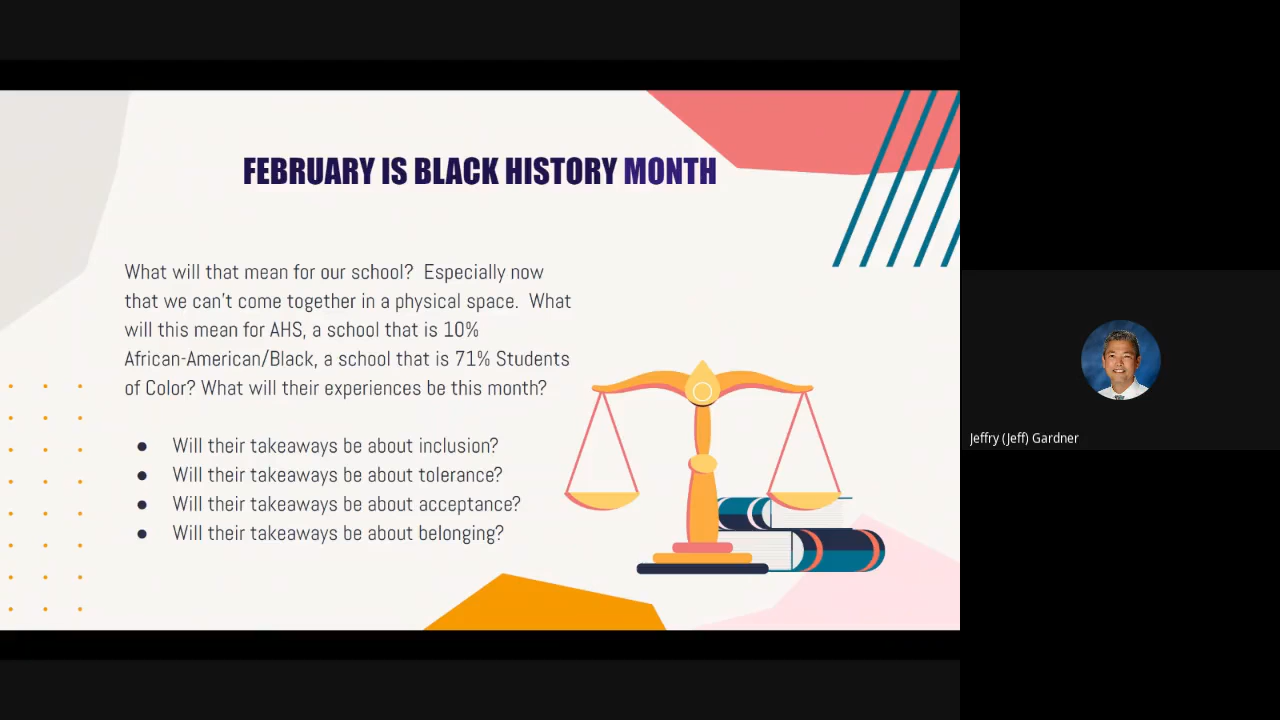 FEBRUARY IS BLACK HISTORY MONTH
What will that mean for our school?  Especially now
that we can't come together in a physical space.  What
will this mean for AHS, a school that is 10%
African-American/Black, a school that is 71% Students
of Color? What will their experiences be this month?
● Will their takeaways be about inclusion?
● Will their takeaways be about tolerance?
● Will their takeaways be about acceptance?
● Will their takeaways be about belonging?
Jeffry (Jeff) Gardner